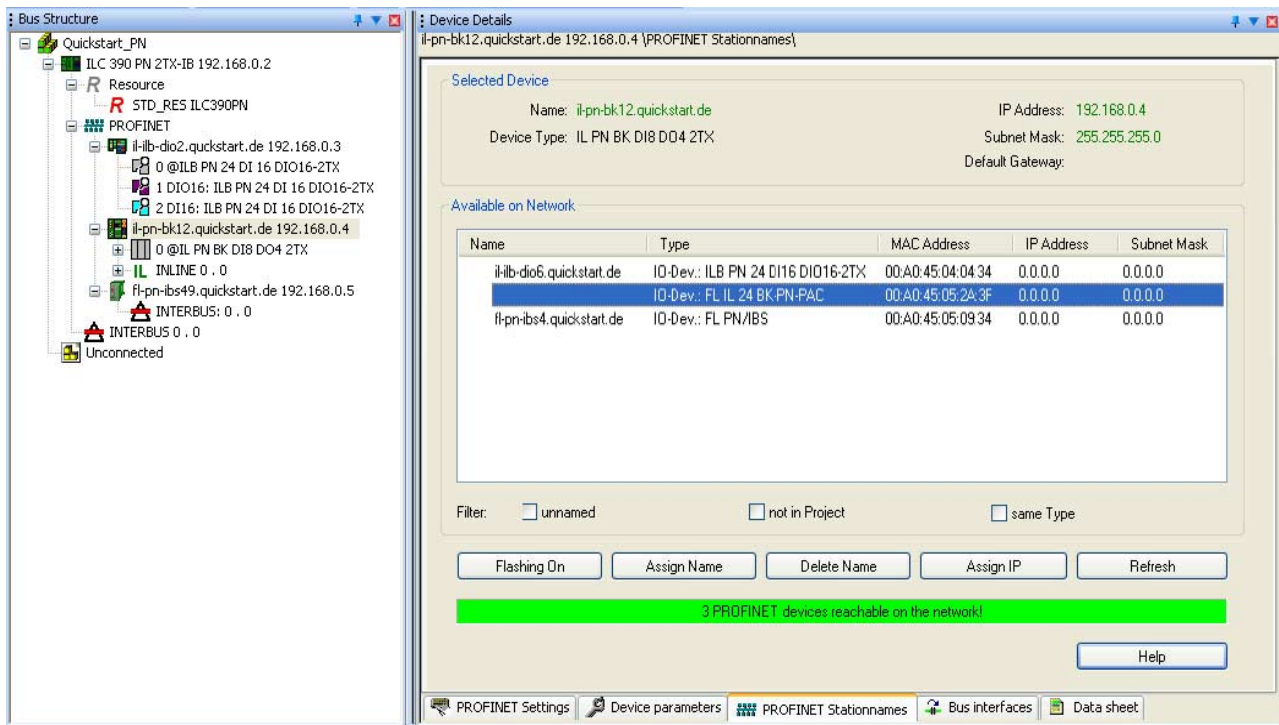 Bus Structure
Quickstart_PN
ILC 390 PN 2TX-IB 192.168.0.2
R Resource
R STD_RES ILC390PN
PROFINET
il-ilb-dio2.quckstart.de 192.168.0.3
0 @ILB PN 24 DI 16 DIO16-2TX
1 DIO16: ILB PN 24 DI 16 DIO16-2TX
2 DI16: ILB PN 24 DI 16 DIO16-2TX
il-pn-bk12.quickstart.de 192.168.0.4
0 @IL PN BK DI8 DO4 2TX
IL INLINE 0 . 0
fl-pn-ibs49.quickstart.de 192.168.0.5
INTERBUS: 0 . 0
INTERBUS 0 . 0
Unconnected
Device Details
il-pn-bk12.quickstart.de 192.168.0.4 \PROFINET Stationnames\
Selected Device
Name: il-pn-bk12.quickstart.de IP Address: 192.168.0.4
Device Type: IL PN BK DI8 DO4 2TX Subnet Mask: 255.255.255.0
Default Gateway:
Available on Network
Name Type MAC Address IP Address Subnet Mask
il-ilb-dio6.quickstart.de IO-Dev.: ILB PN 24 DI16 DIO16-2TX 00:A0:45:04:04:34 0.0.0.0 0.0.0.0
IO-Dev.: FL IL 24 BK-PN-PAC 00:A0:45:05:2A:3F 0.0.0.0 0.0.0.0
fl-pn-ibs4.quickstart.de IO-Dev.: FL PN/IBS 00:A0:45:05:09:34 0.0.0.0 0.0.0.0
Filter: unnamed not in Project same Type
Flashing On Assign Name Delete Name Assign IP Refresh
3 PROFINET devices reachable on the network!
Help
PROFINET Settings Device parameters PROFINET Stationnames Bus interfaces Data sheet